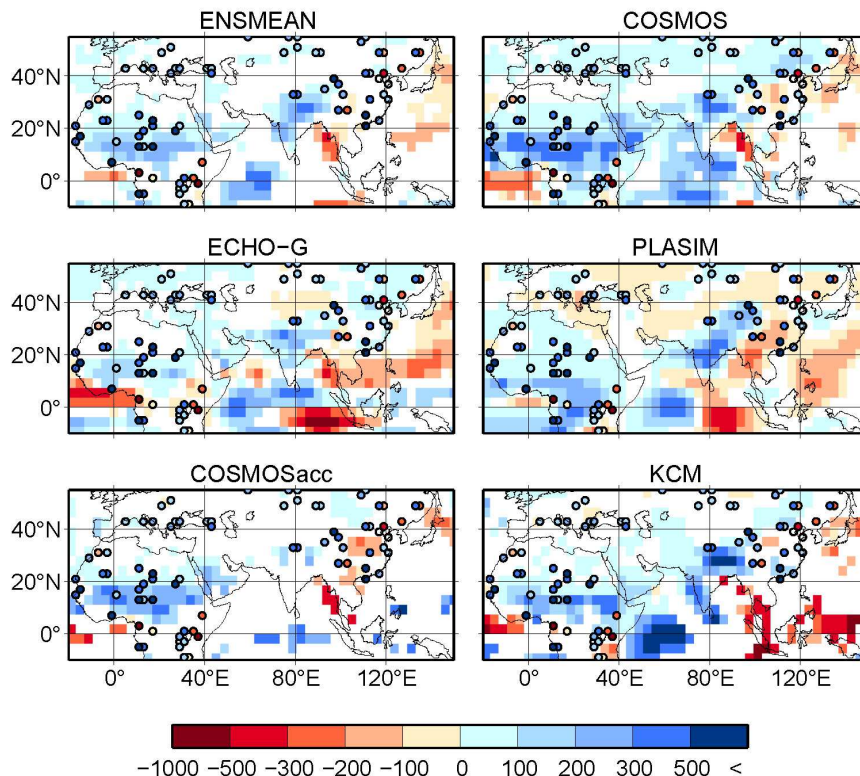 ENSMEAN COSMOS
40°N
20°N
0°
ECHO−G PLASIM
40°N
20°N
0°
COSMOSacc KCM
40°N
20°N
0°
0° 40°E 80°E 120°E 0° 40°E 80°E 120°E
−1000 −500 −300 −200 −100 0 100 200 300 500 <